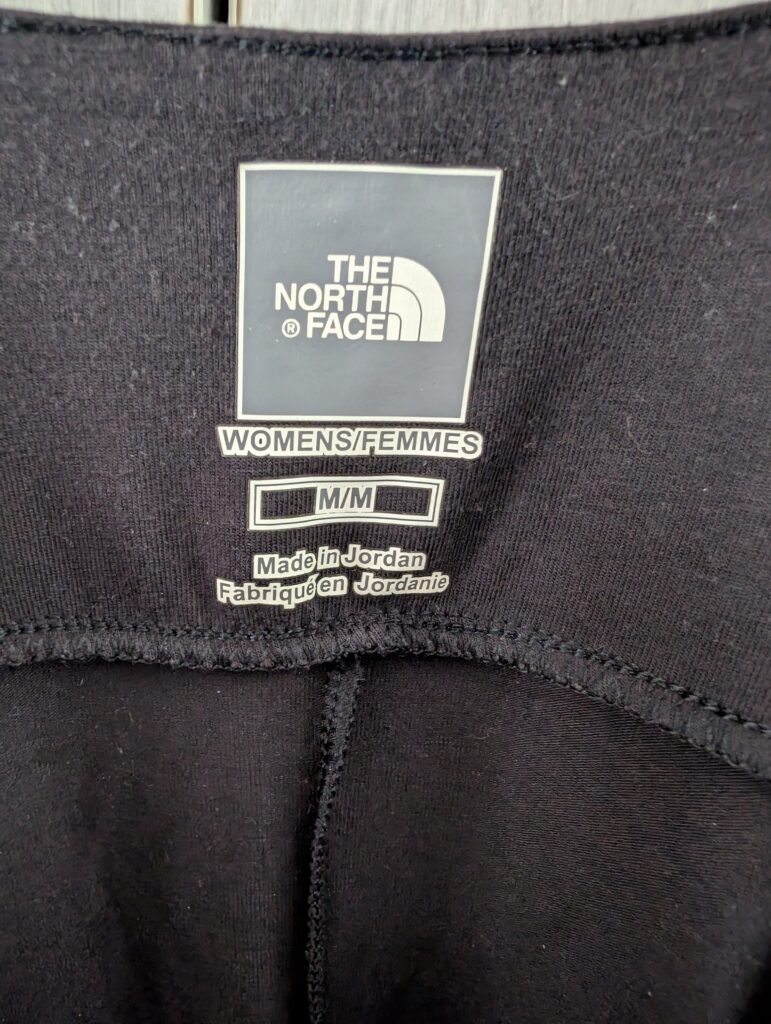 THE
NORTH
® FACE
WOMENS/FEMMES
M/M
Made in Jordan
Fabriqué en Jordanie